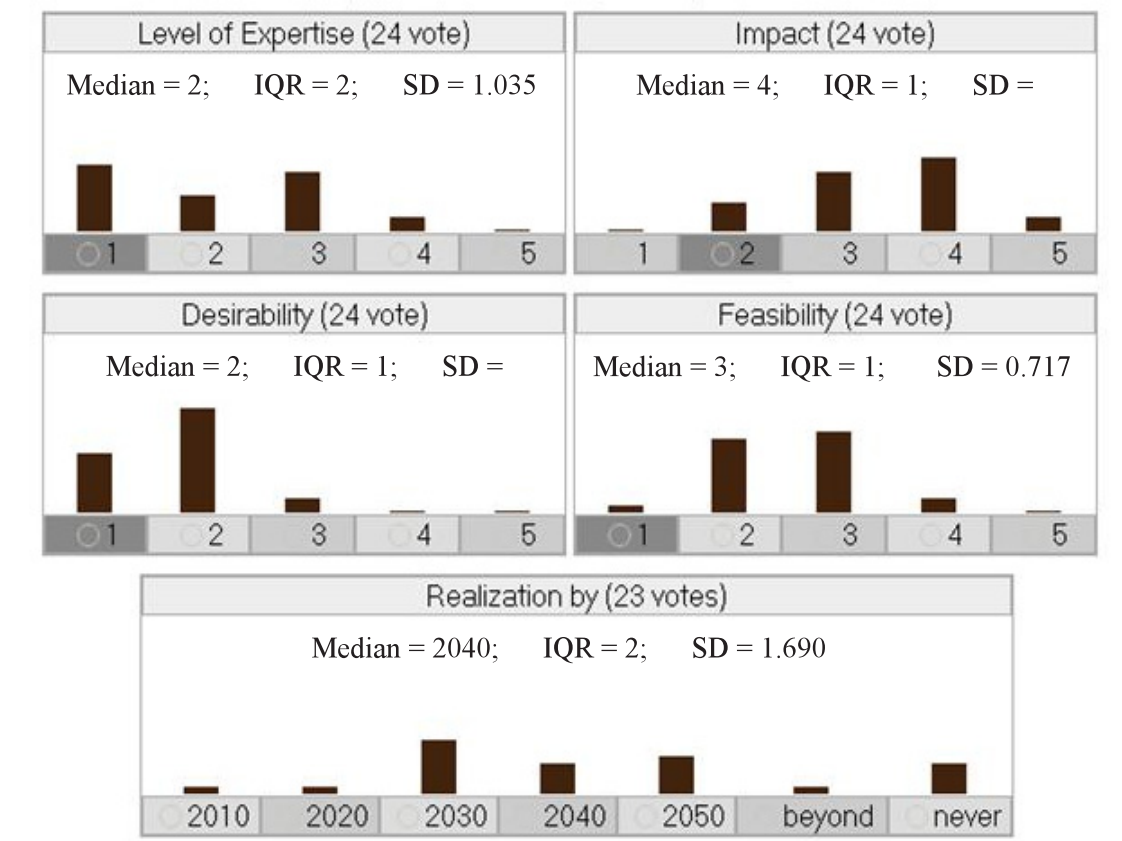 Level of Expertise (24 vote)
Median = 2; IQR = 2; SD = 1.035
1 2 3 4 5
Impact (24 vote)
Median = 4; IQR = 1; SD =
1 2 3 4 5
Desirability (24 vote)
Median = 2; IQR = 1; SD =
1 2 3 4 5
Feasibility (24 vote)
Median = 3; IQR = 1; SD = 0.717
1 2 3 4 5
Realization by (23 votes)
Median = 2040; IQR = 2; SD = 1.690
2010 2020 2030 2040 2050 beyond never